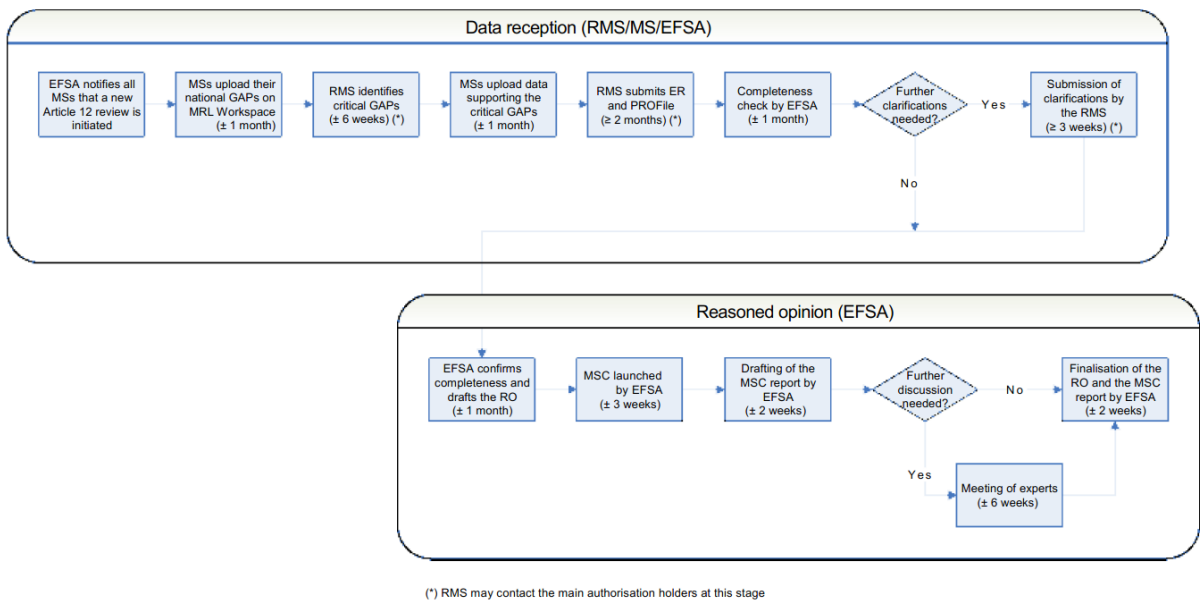 Data reception (RMS/MS/EFSA)
EFSA notifies all
MSs that a new
Article 12 review is
initiated
MSs upload their
national GAPs on
MRL Workspace
(± 1 month)
RMS identifies
critical GAPs
(± 6 weeks) (*)
MSs upload data
supporting the
critical GAPs
(± 1 month)
RMS submits ER
and PROFile
(≥ 2 months) (*)
Completeness
check by EFSA
(± 1 month)
Further
clarifications
needed?
Yes
Submission of
clarifications by
the RMS
(≥ 3 weeks) (*)
No
Reasoned opinion (EFSA)
EFSA confirms
completeness and
drafts the RO
(± 1 month)
MSC launched
by EFSA
(± 3 weeks)
Drafting of the
MSC report by
EFSA
(± 2 weeks)
Further
discussion
needed?
No
Finalisation of the
RO and the MSC
report by EFSA
(± 2 weeks)
Yes
Meeting of experts
(± 6 weeks)
(*) RMS may contact the main authorisation holders at this stage